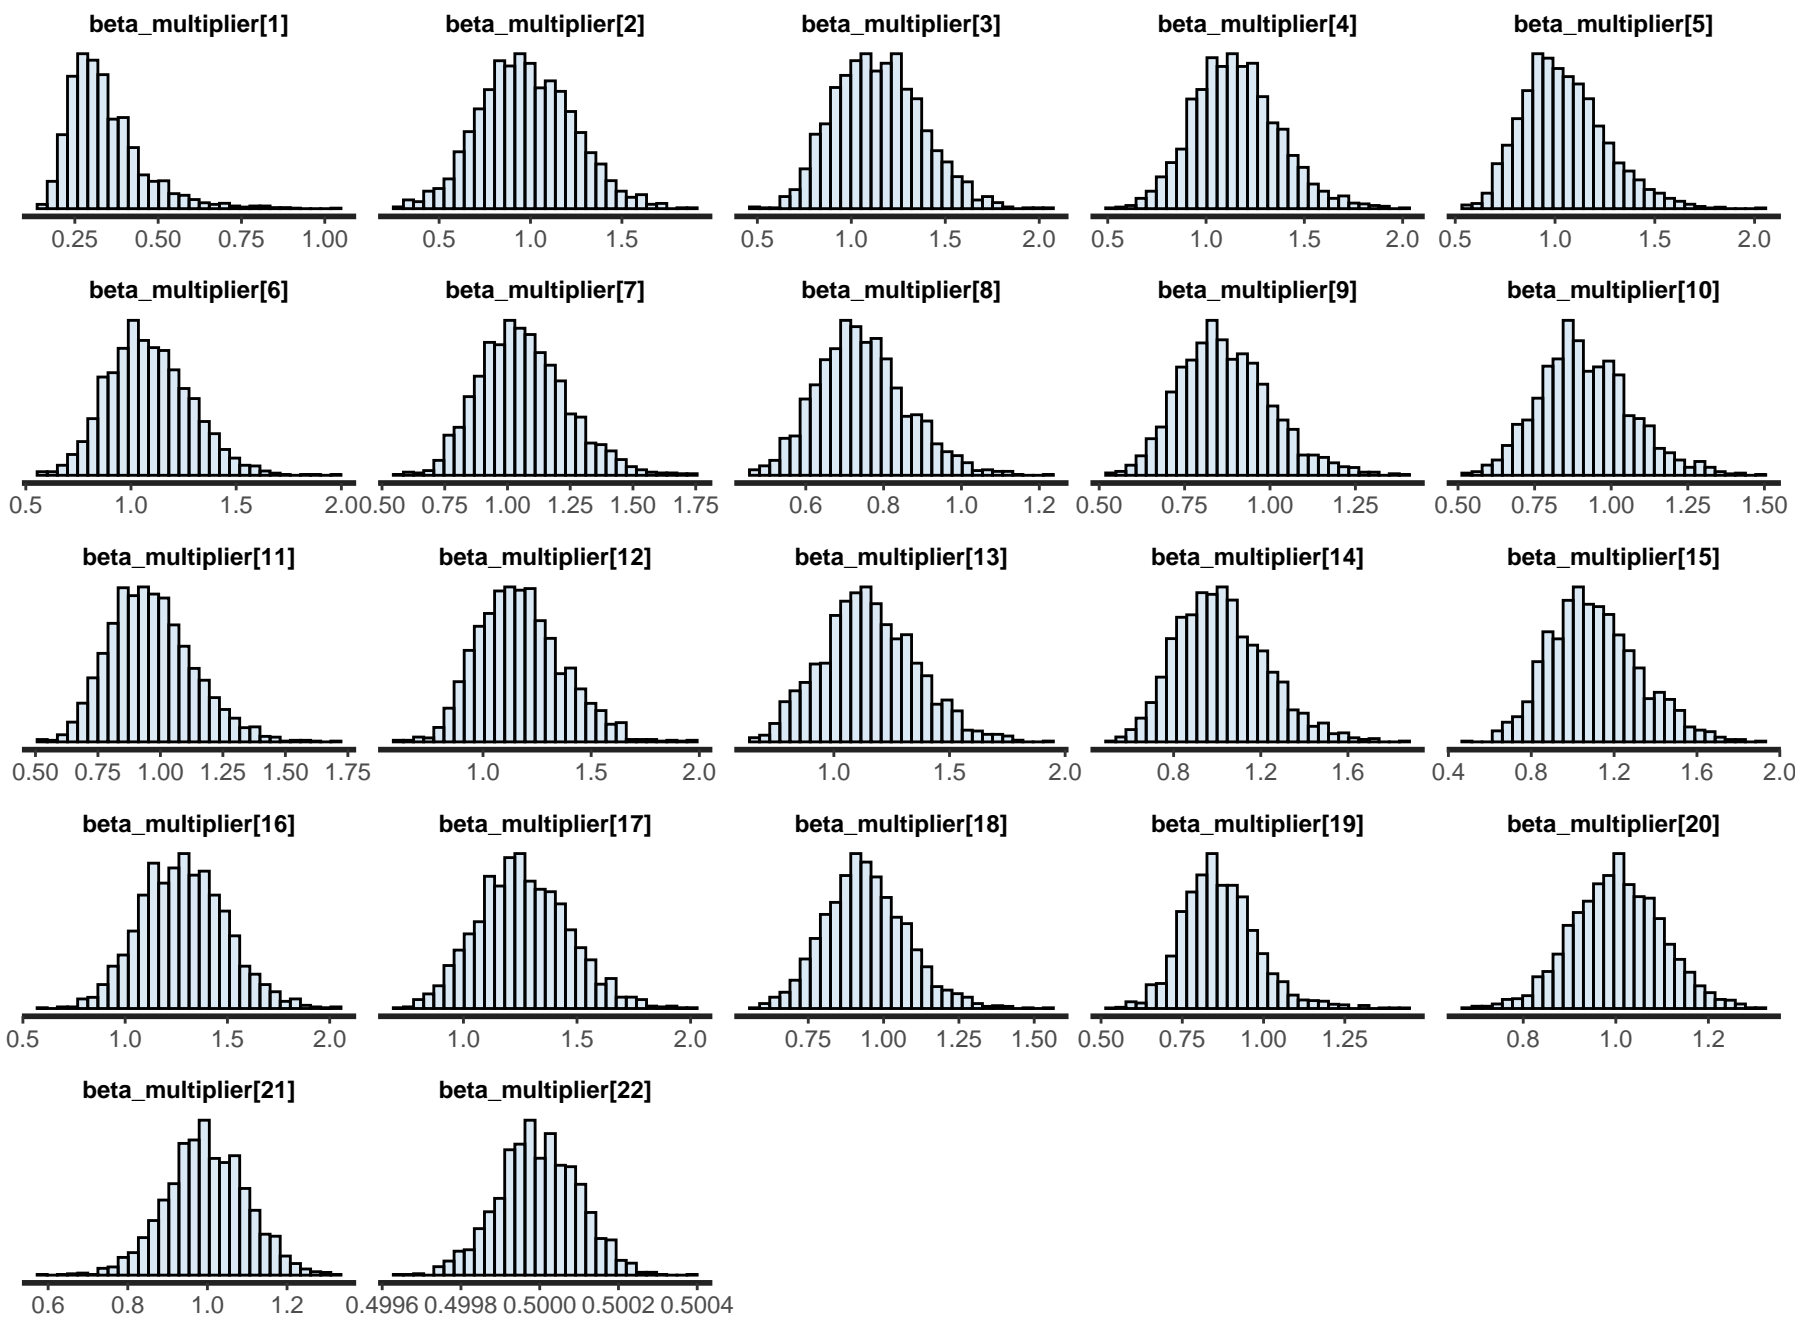 beta_multiplier[1] beta_multiplier[2] beta_multiplier[3] beta_multiplier[4] beta_multiplier[5]
0.25 0.50 0.75 1.00 0.5 1.0 1.5 0.5 1.0 1.5 2.0 0.5 1.0 1.5 2.0 0.5 1.0 1.5 2.0
beta_multiplier[6] beta_multiplier[7] beta_multiplier[8] beta_multiplier[9] beta_multiplier[10]
0.5 1.0 1.5 2.0 0.50 0.75 1.00 1.25 1.50 1.75 0.6 0.8 1.0 1.2 0.50 0.75 1.00 1.25 0.50 0.75 1.00 1.25 1.50
beta_multiplier[11] beta_multiplier[12] beta_multiplier[13] beta_multiplier[14] beta_multiplier[15]
0.50 0.75 1.00 1.25 1.50 1.75 1.0 1.5 2.0 1.0 1.5 2.0 0.8 1.2 1.6 0.4 0.8 1.2 1.6 2.0
beta_multiplier[16] beta_multiplier[17] beta_multiplier[18] beta_multiplier[19] beta_multiplier[20]
0.5 1.0 1.5 2.0 1.0 1.5 2.0 0.75 1.00 1.25 1.50 0.50 0.75 1.00 1.25 0.8 1.0 1.2
beta_multiplier[21] beta_multiplier[22]
0.6 0.8 1.0 1.2 0.4996 0.4998 0.5000 0.5002 0.5004